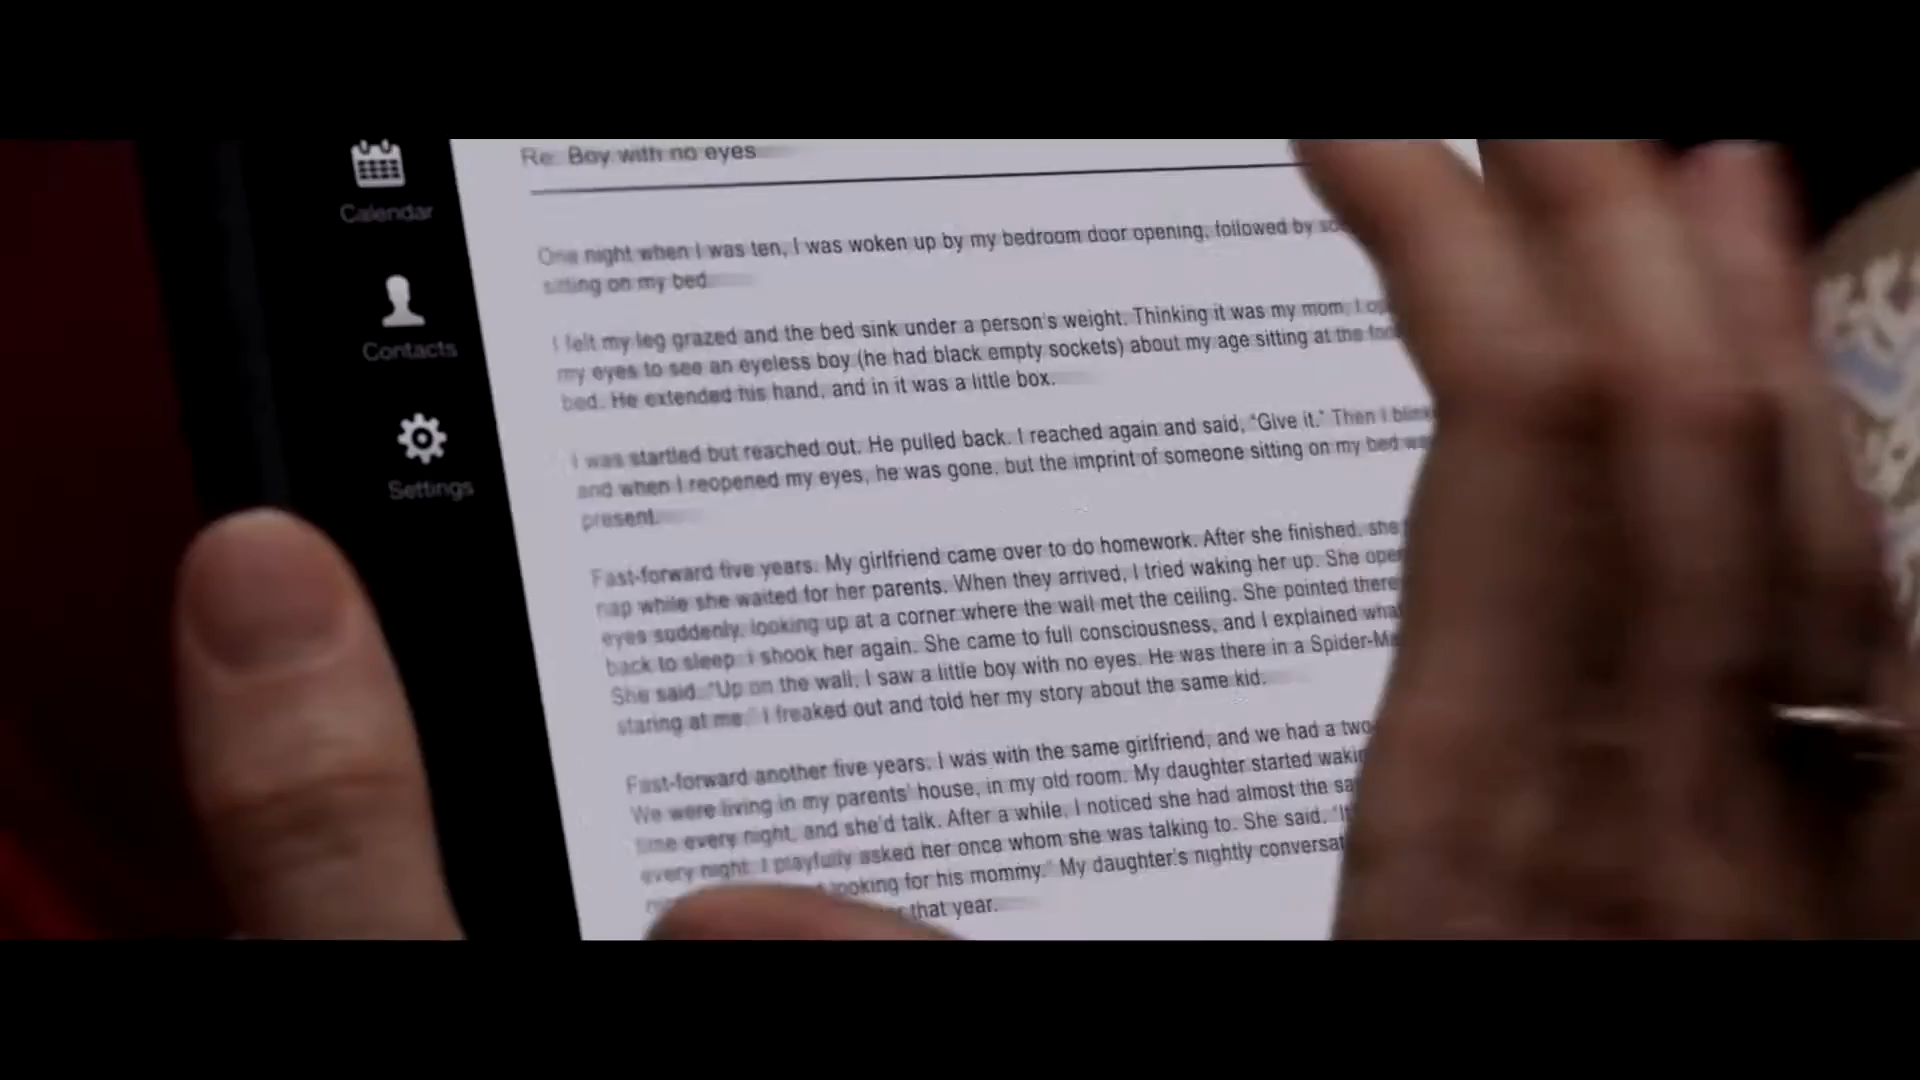 Calendar
Contacts
Settings
Re: Boy with no eyes
One night when I was ten, I was woken up by my bedroom door opening, followed by
sitting on my bed.
I felt my leg grazed and the bed sink under a person's weight. Thinking it was my mom, I
my eyes to see an eyeless boy (he had black empty sockets) about my age sitting at the
bed. He extended his hand, and in it was a little box.
I was startled but reached out. He pulled back. I reached again and said, "Give it." Then I
and when I reopened my eyes, he was gone, but the imprint of someone sitting on my bed
present.
Fast-forward five years. My girlfriend came over to do homework. After she finished, she
nap while she waited for her parents. When they arrived, I tried waking her up. She
eyes suddenly, looking up at a corner where the wall met the ceiling. She pointed there
back to sleep. I shook her again. She came to full consciousness, and I explained
She said, "Up on the wall, I saw a little boy with no eyes. He was there in a
staring at me." I freaked out and told her my story about the same kid.
Fast-forward another five years. I was with the same girlfriend, and we had a
We were living in my parents' house, in my old room. My daughter started
time every night, and she'd talk. After a while, I noticed she had almost the
every night. I playfully asked her once whom she was talking to. She said,
looking for his mommy." My daughter's nightly
that year.